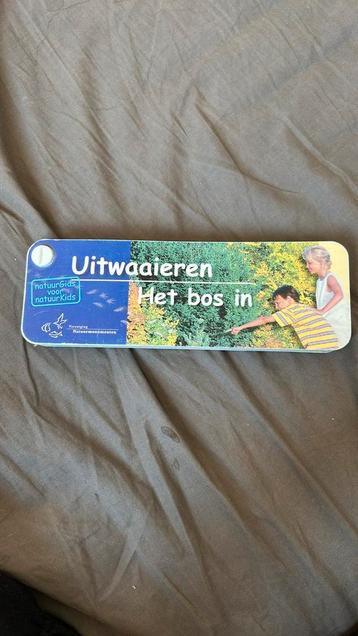 Uitwaaieren
Het bos in
natuurGids
voor
natuurKids
Vereniging
Natuurmonumenten